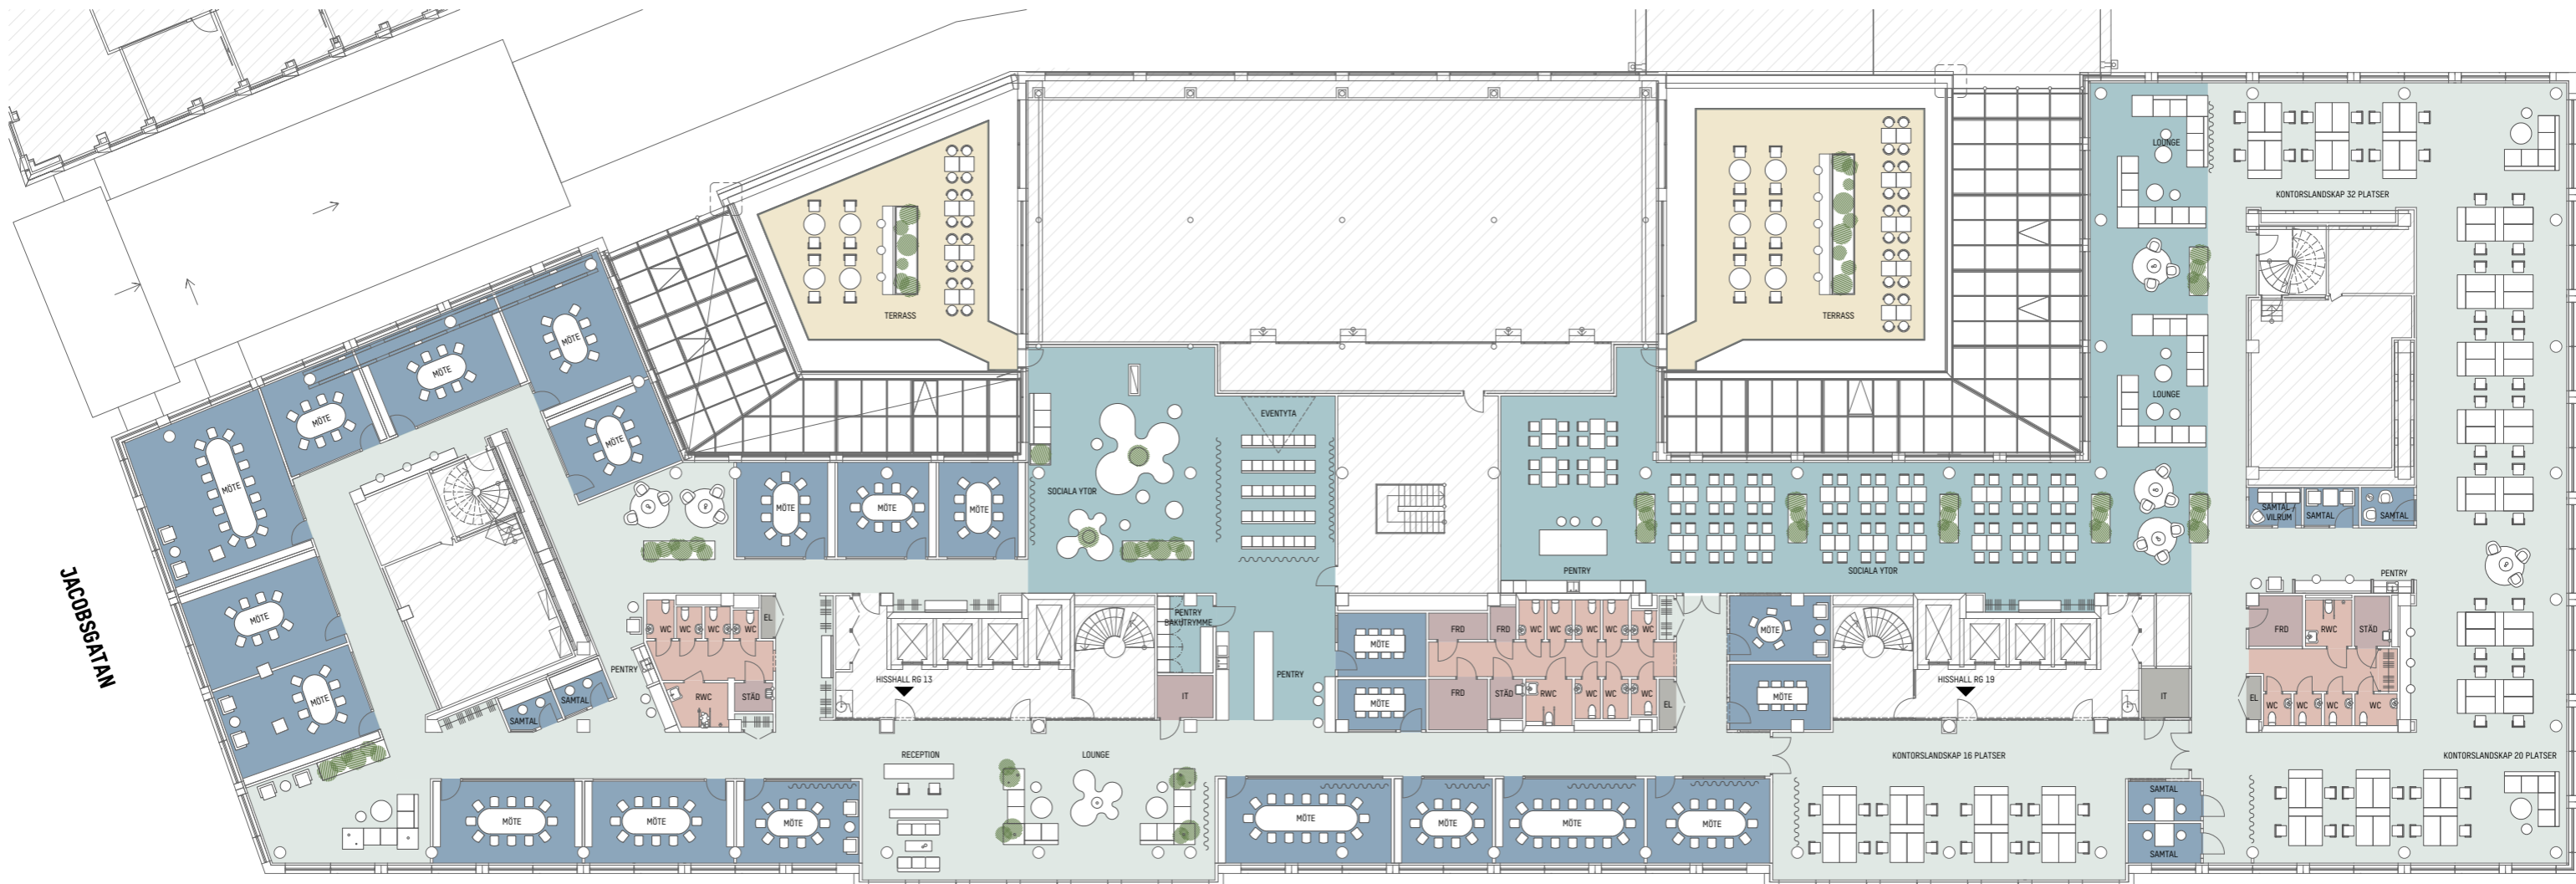 LOUNGE
KONTORSLANDSKAP 32 PLATSER
TERRASS
TERRASS
MÖTE
MÖTE
MÖTE
MÖTE
MÖTE
MÖTE
LOUNGE
EVENTYTA
SOCIALA YTOR
MÖTE
MÖTE
MÖTE
SAMTAL /
VILRUM
SAMTAL
SAMTAL
PENTRY
SOCIALA YTOR
PENTRY
JACOBSGATAN
MÖTE
MÖTE
PENTRY
WC
WC
WC
WC
EL
RWC
STÄD
SAMTAL
SAMTAL
HISSHALL RG 13
PENTRY
BAKUTRYMME
IT
PENTRY
MÖTE
MÖTE
FRD
FRD
WC
WC
WC
WC
WC
FRD
STÄD
RWC
WC
WC
WC
EL
MÖTE
MÖTE
HISSHALL RG 19
IT
FRD
RWC
STÄD
EL
WC
WC
WC
WC
RECEPTION
LOUNGE
KONTORSLANDSKAP 16 PLATSER
KONTORSLANDSKAP 20 PLATSER
MÖTE
MÖTE
MÖTE
MÖTE
MÖTE
MÖTE
MÖTE
SAMTAL
SAMTAL